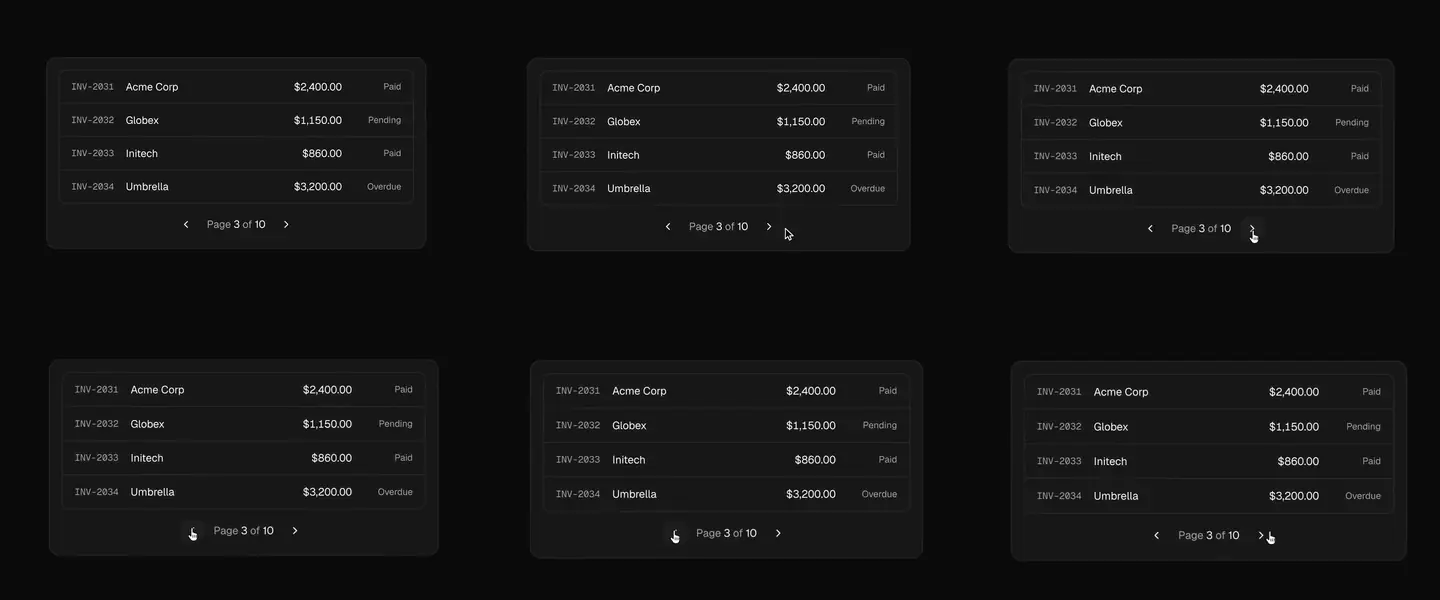 INV-2031 Acme Corp $2,400.00 Paid
INV-2032 Globex $1,150.00 Pending
INV-2033 Initech $860.00 Paid
INV-2034 Umbrella $3,200.00 Overdue
Page 3 of 10
INV-2031 Acme Corp $2,400.00 Paid
INV-2032 Globex $1,150.00 Pending
INV-2033 Initech $860.00 Paid
INV-2034 Umbrella $3,200.00 Overdue
Page 3 of 10
INV-2031 Acme Corp $2,400.00 Paid
INV-2032 Globex $1,150.00 Pending
INV-2033 Initech $860.00 Paid
INV-2034 Umbrella $3,200.00 Overdue
Page 3 of 10
INV-2031 Acme Corp $2,400.00 Paid
INV-2032 Globex $1,150.00 Pending
INV-2033 Initech $860.00 Paid
INV-2034 Umbrella $3,200.00 Overdue
Page 3 of 10
INV-2031 Acme Corp $2,400.00 Paid
INV-2032 Globex $1,150.00 Pending
INV-2033 Initech $860.00 Paid
INV-2034 Umbrella $3,200.00 Overdue
Page 3 of 10
INV-2031 Acme Corp $2,400.00 Paid
INV-2032 Globex $1,150.00 Pending
INV-2033 Initech $860.00 Paid
INV-2034 Umbrella $3,200.00 Overdue
Page 3 of 10